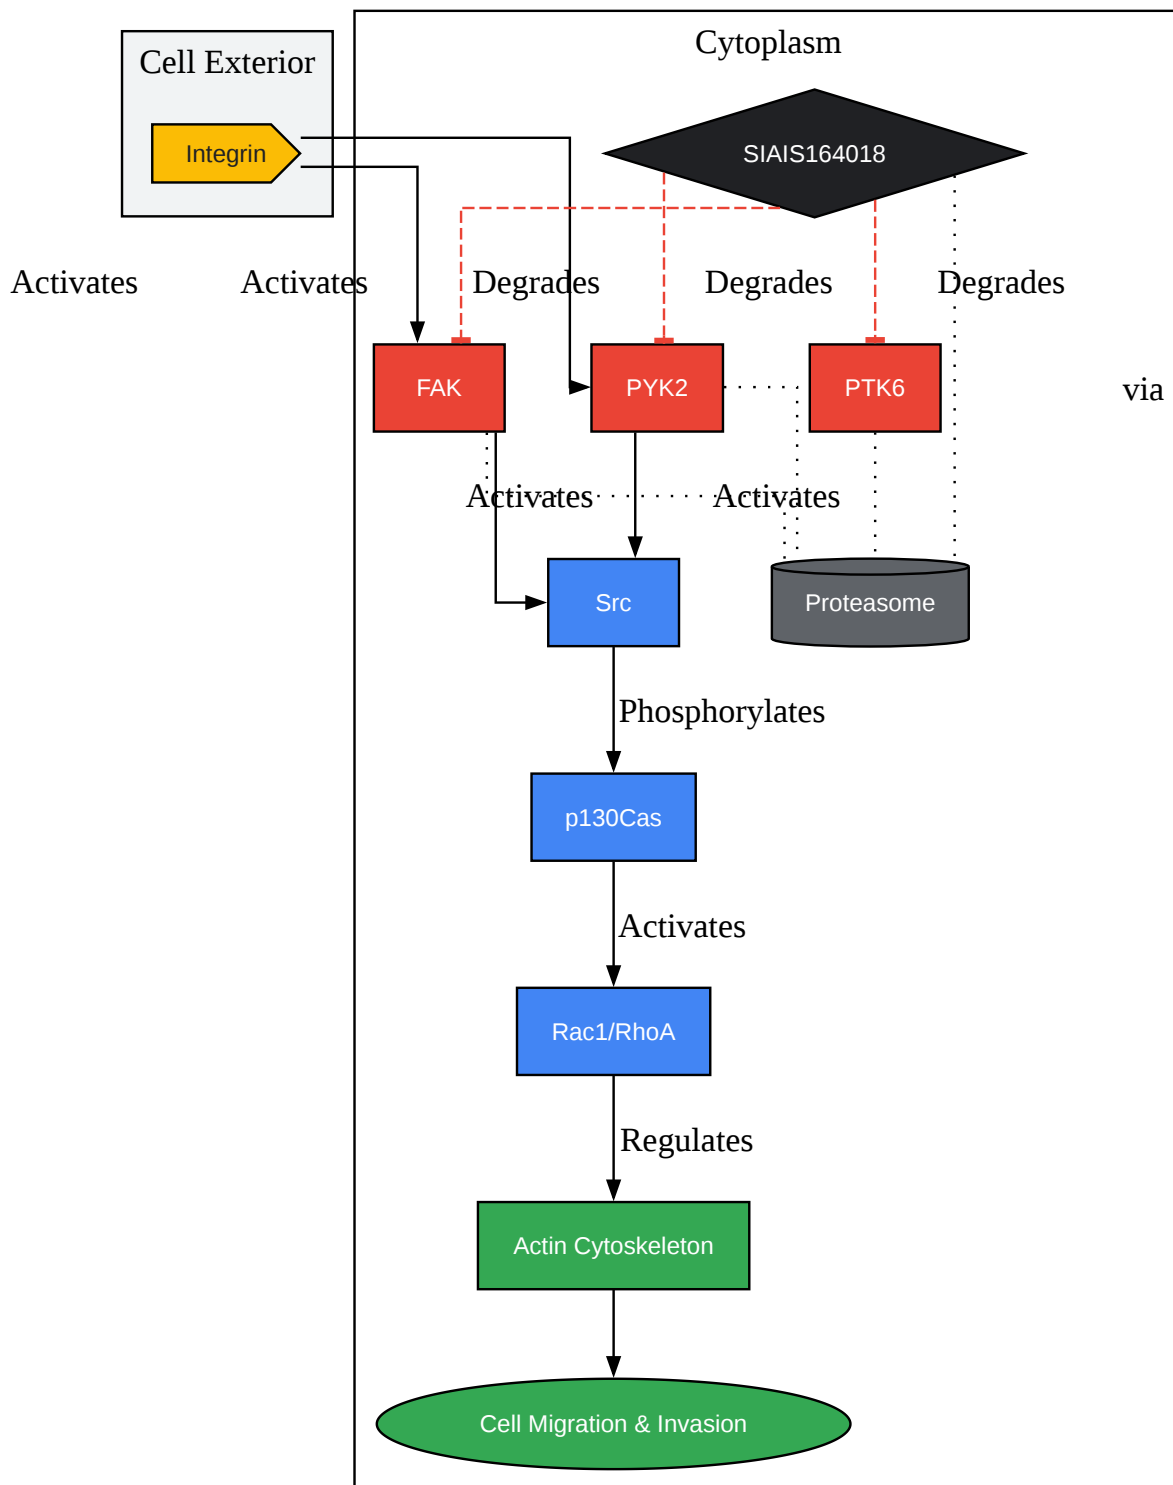 Cytoplasm
Cell Exterior
Integrin
SIAIS164018
Activates
Activates
Degrades
Degrades
Degrades
FAK
PYK2
PTK6
via
Activates
Activates
Src
Proteasome
Phosphorylates
p130Cas
Activates
Rac1/RhoA
Regulates
Actin Cytoskeleton
Cell Migration & Invasion